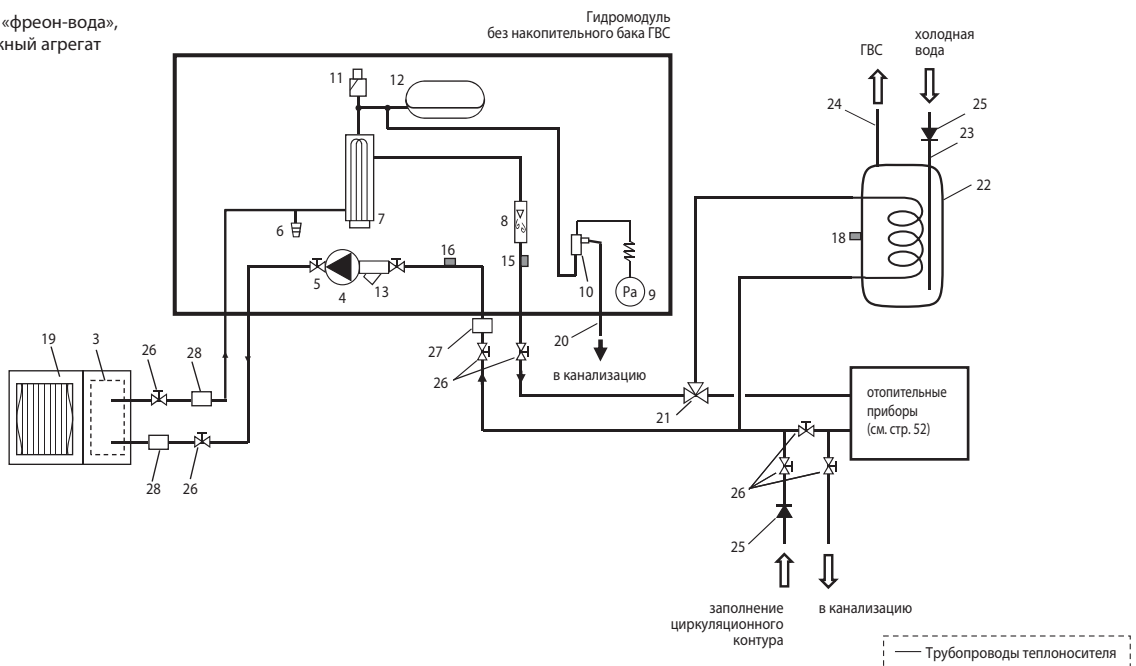 «фреон-вода»,
Гидромодуль
без накопительного бака ГВС
ГВС
холодная
вода
11
12
24
25
23
22
6
7
8
18
16
15
5
4
13
10
Pa
9
19
3
26
28
27
26
20
в канализацию
21
отопительные
приборы
(см. стр. 52)
28
26
26
25
заполнение
циркуляционного
контура
в канализацию
Трубопроводы теплоносителя